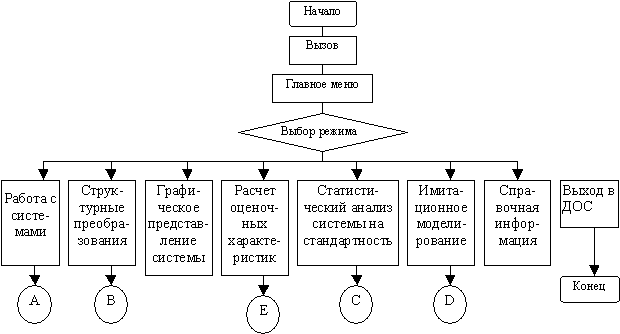 Начало
Вызов
Главное меню
Выбор режима
Работа с
систе-
мами
Струк-
турные
преобра-
зования
Графи-
ческое
представ-
ление
системы
Расчет
оценоч-
ных
характе-
ристик
Статисти-
ческий анализ
системы на
стандартность
Имита-
ционное
модели-
рование
Спра-
вочная
инфор-
мация
Выход в
ДОС
A
B
E
C
D
Конец